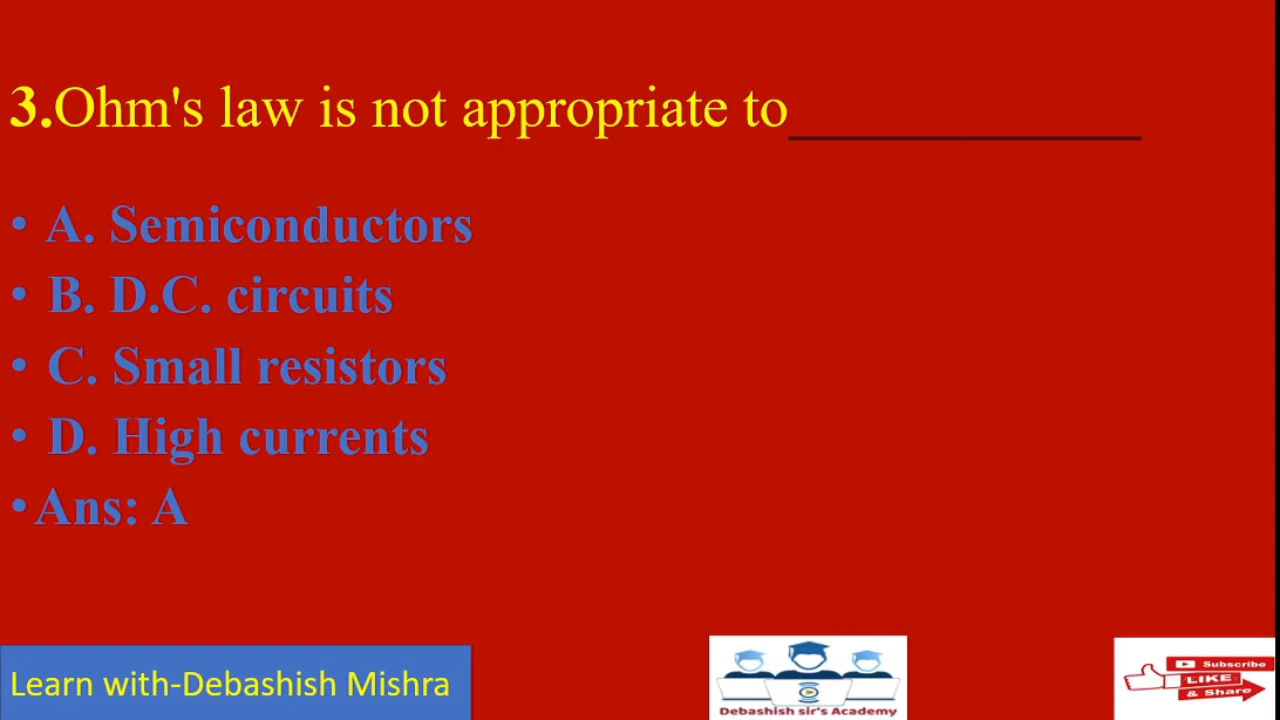 3.Ohm's law is not appropriate to____________
• A. Semiconductors
• B. D.C. circuits
• C. Small resistors
• D. High currents
•Ans: A
Learn with-Debashish Mishra
Debashish sir's Academy
Subscribe
LIKE
& Share